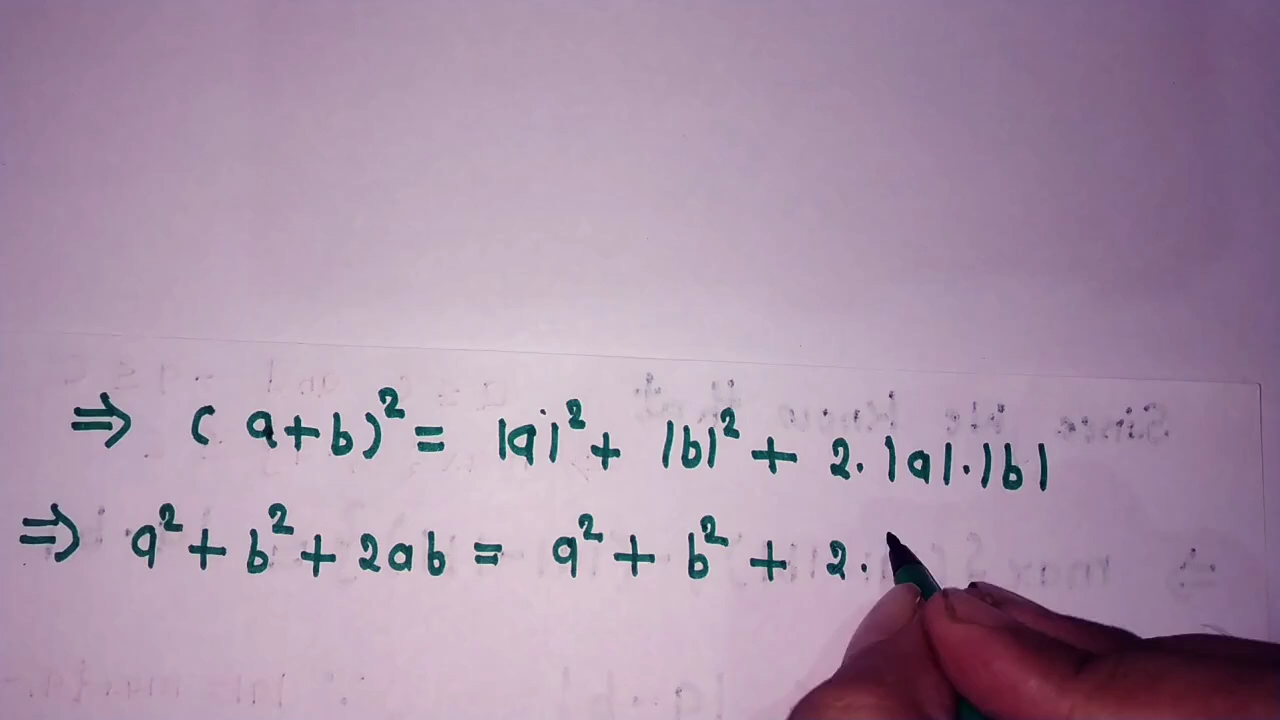 ⇒ (a+b)² = |a|² + |b|² + 2.|a|.|b|
⇒ a² + b² + 2ab = a² + b² + 2.